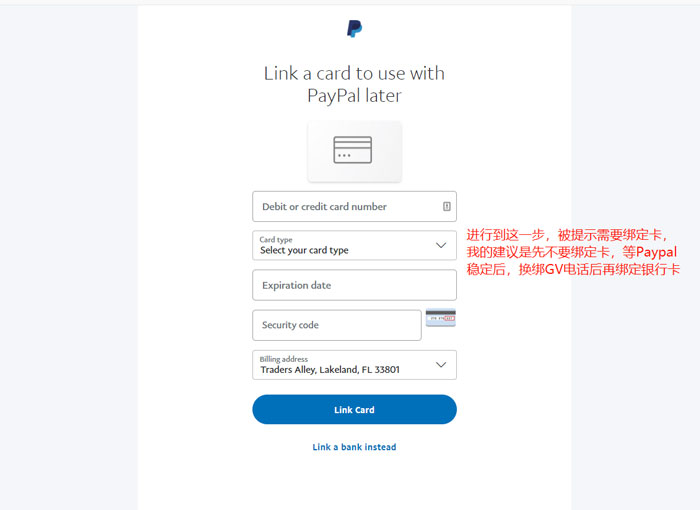 Link a card to use with
PayPal later
Debit or credit card number
Card type
Select your card type
进行到这一步，被提示需要绑定卡，
我的建议是先不要绑定卡，等Paypal
稳定后，换绑GV电话后再绑定银行卡
Expiration date
Security code
Billing address
Traders Alley, Lakeland, FL 33801
Link Card
Link a bank instead